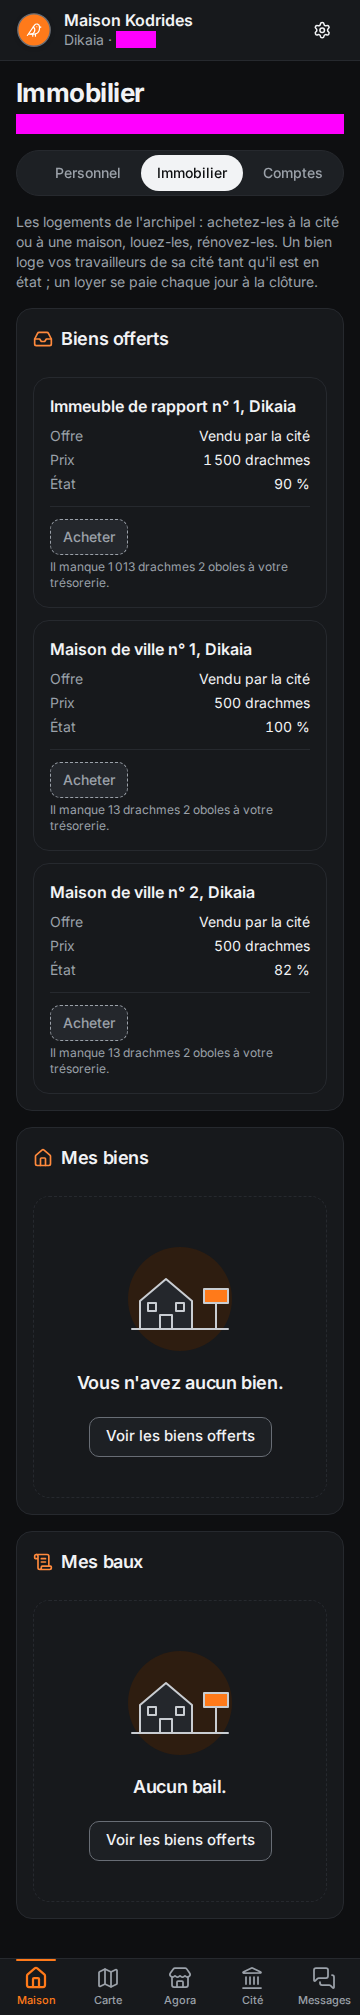 Maison Kodrides
Dikaia ·
Immobilier
Personnel
Immobilier
Comptes
Les logements de l'archipel : achetez-les à la cité
ou à une maison, louez-les, rénovez-les. Un bien
loge vos travailleurs de sa cité tant qu'il est en
état ; un loyer se paie chaque jour à la clôture.
Biens offerts
Immeuble de rapport n° 1, Dikaia
Offre Vendu par la cité
Prix 1 500 drachmes
État 90 %
Acheter
Il manque 1 013 drachmes 2 oboles à votre
trésorerie.
Maison de ville n° 1, Dikaia
Offre Vendu par la cité
Prix 500 drachmes
État 100 %
Acheter
Il manque 13 drachmes 2 oboles à votre
trésorerie.
Maison de ville n° 2, Dikaia
Offre Vendu par la cité
Prix 500 drachmes
État 82 %
Acheter
Il manque 13 drachmes 2 oboles à votre
trésorerie.
Mes biens
Vous n'avez aucun bien.
Voir les biens offerts
Mes baux
Aucun bail.
Voir les biens offerts
Maison
Carte
Agora
Cité
Messages